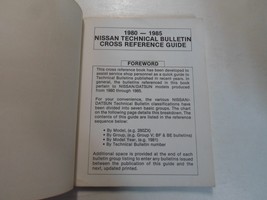 1980 — 1985
NISSAN TECHNICAL BULLETIN
CROSS REFERENCE GUIDE
FOREWORD
This cross reference book has been developed to
assist service shop personnel as a quick guide to
Technical Bulletins published in recent years. In
general, the bulletins referenced in this book
pertain to NISSAN/DATSUN models produced
from 1980 through 1985.
For your convenience, the various NISSAN/
DATSUN Technical Bulletin classifications have
been divided into seven basic groups. The chart
on the following page details this breakdown. The
contents of this guide are listed in the reference
sequence below:
• By Model, (e.g. 280ZX)
• By Group, (e.g. Group V: BF & BE bulletins)
• By Model Year, (e.g. 1981)
• By Technical Bulletin number
Additional space is provided at the end of each
bulletin group listing to enter any bulletins issued
between the publication of this guide and the
next, updated printing.